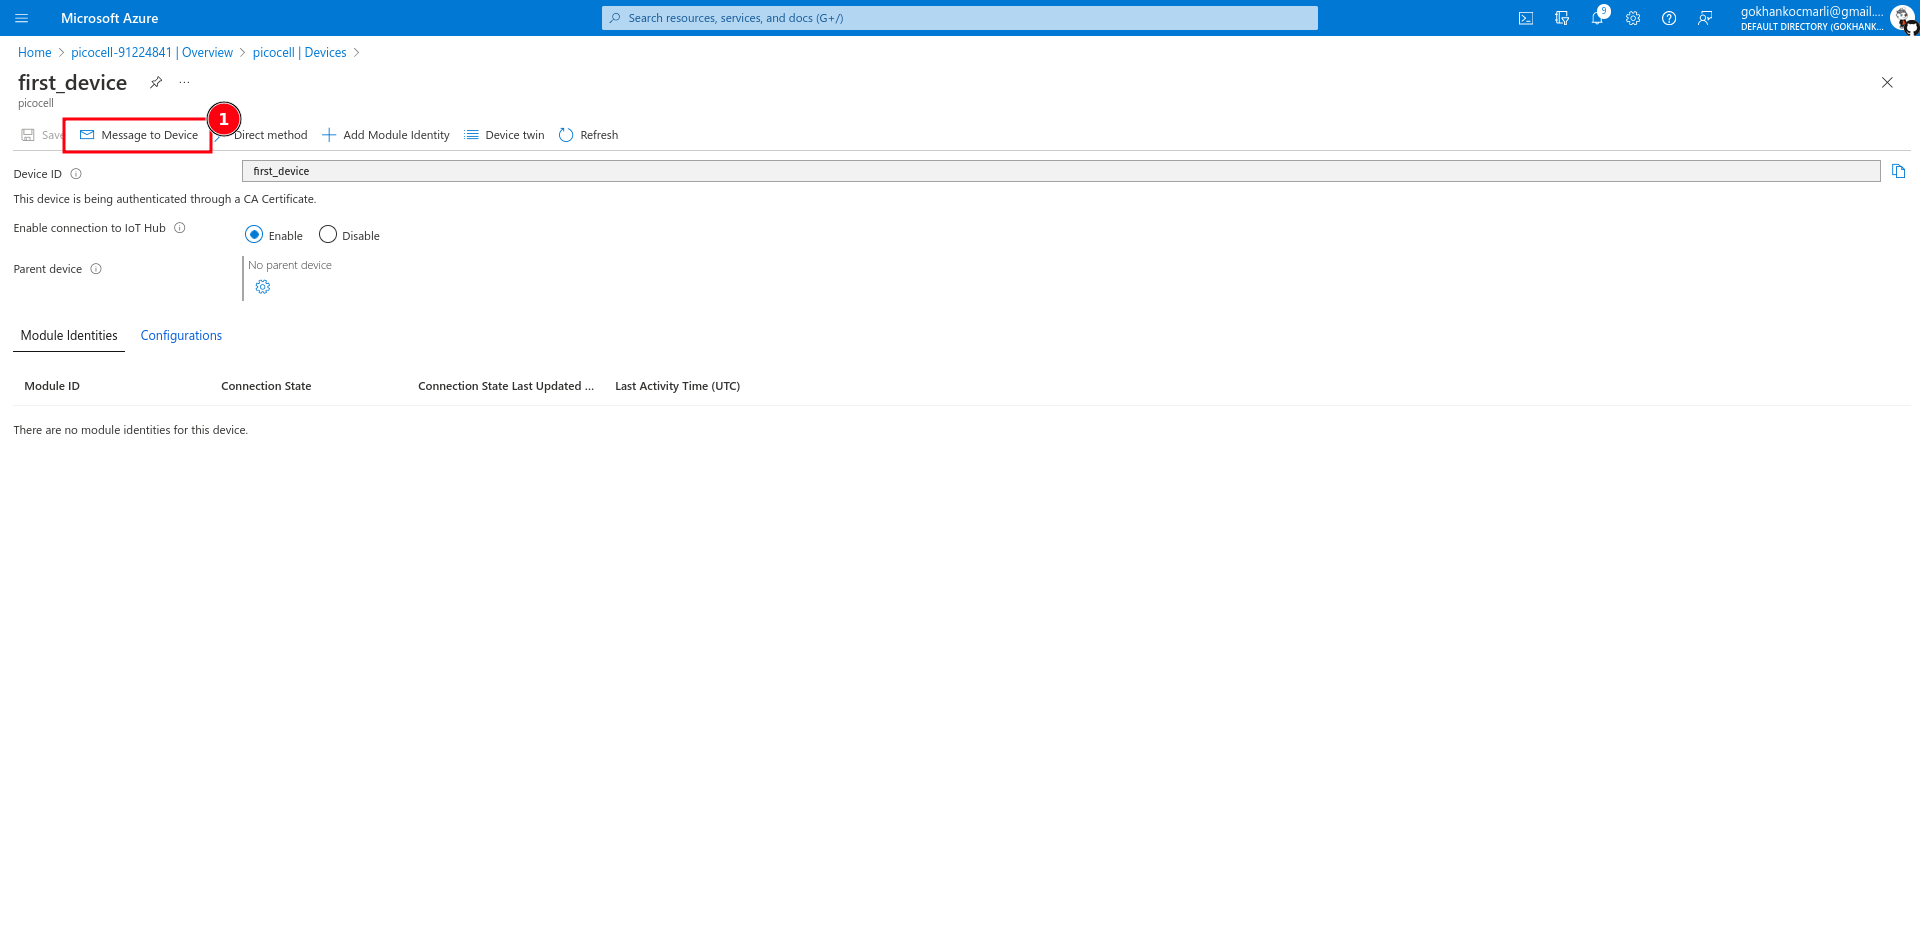 Microsoft Azure
Search resources, services, and docs (G+/)
9
gokhankocmarli@gmail....
DEFAULT DIRECTORY (GOKHANK...
Home > picocell-91224841 | Overview > picocell | Devices >
first_device
...
picocell
Save
Message to Device
1
Direct method
Add Module Identity
Device twin
Refresh
Device ID
first_device
This device is being authenticated through a CA Certificate.
Enable connection to IoT Hub
Enable
Disable
Parent device
No parent device
Module Identities
Configurations
Module ID
Connection State
Connection State Last Updated ...
Last Activity Time (UTC)
There are no module identities for this device.